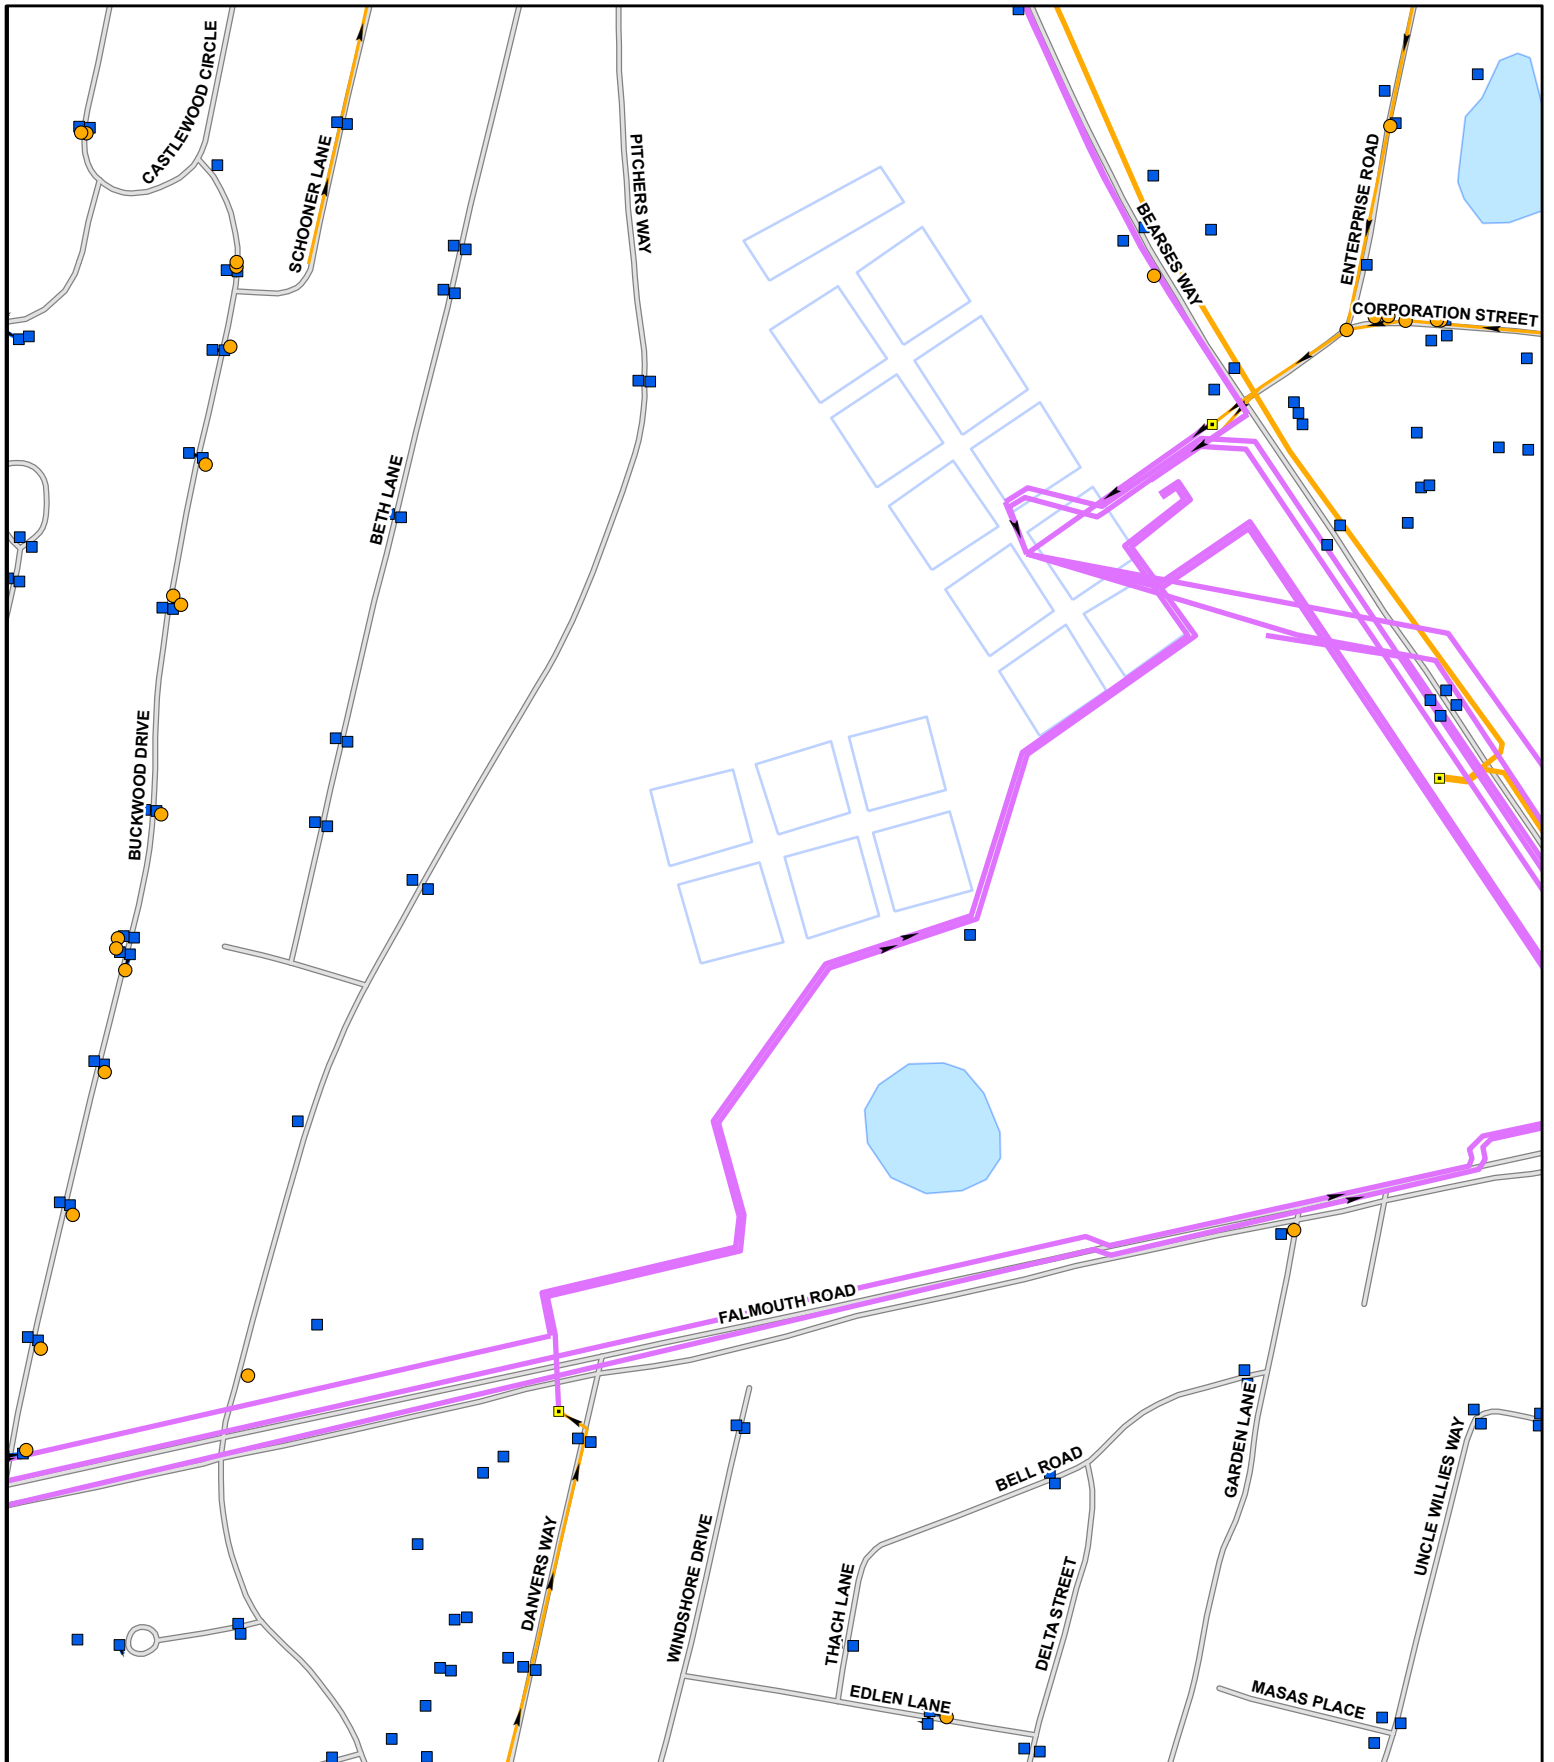 CASTLEWOOD CIRCLE
SCHOONER LANE
PITCHERS WAY
BEARSES WAY
ENTERPRISE ROAD
CORPORATION STREET
BETH LANE
BUCKWOOD DRIVE
FALMOUTH ROAD
BELL ROAD
GARDEN LANE
UNCLE WILLIES WAY
DANVERS WAY
WINDSHORE DRIVE
THACH LANE
DELTA STREET
EDLEN LANE
MASAS PLACE